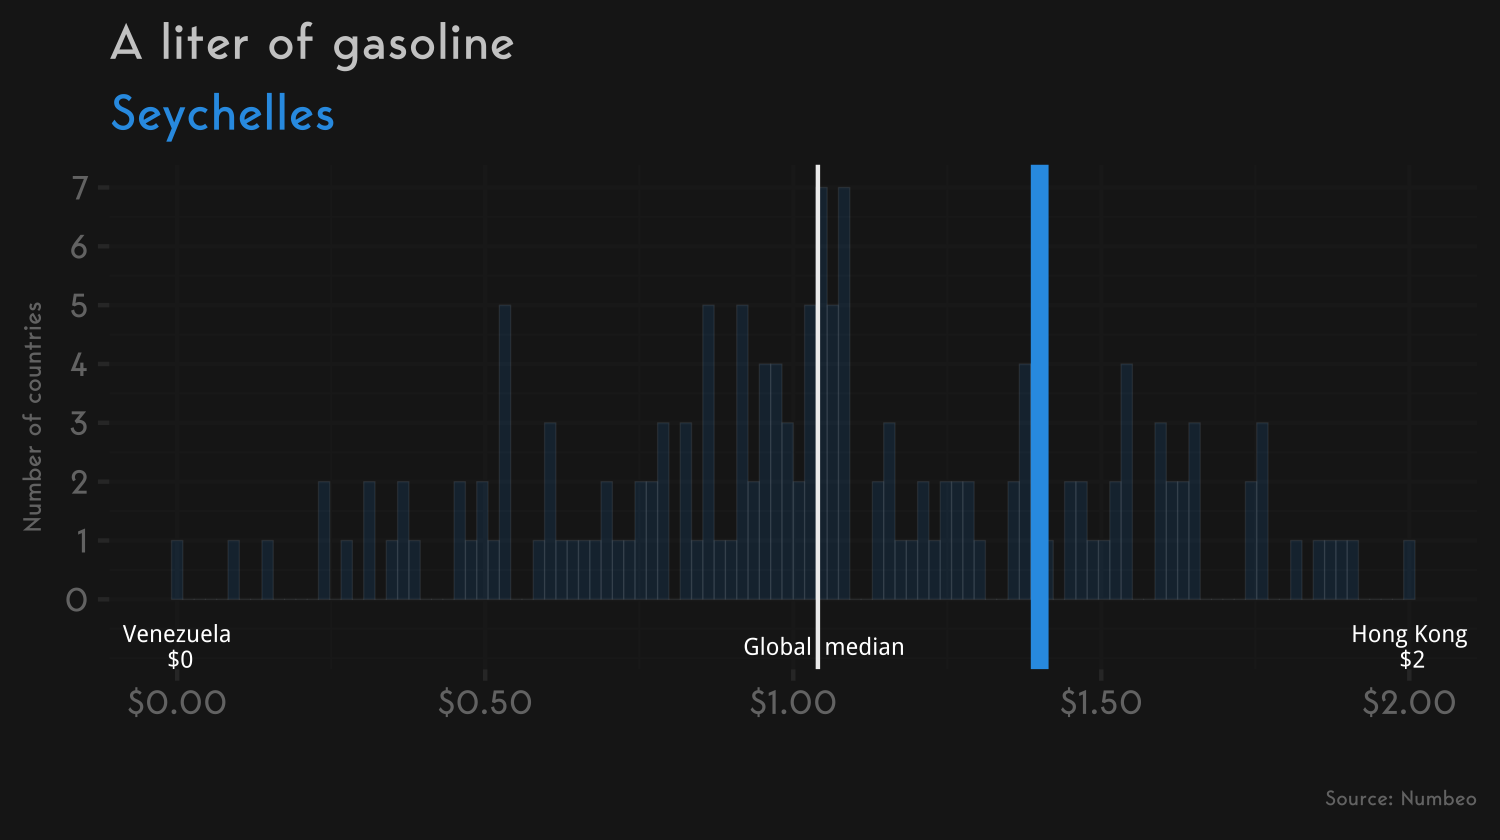 A liter of gasoline
Seychelles
Number of countries
7
6
5
4
3
2
1
0
Venezuela
$0
Global median
Hong Kong
$2
$0.00 $0.50 $1.00 $1.50 $2.00
Source: Numbeo